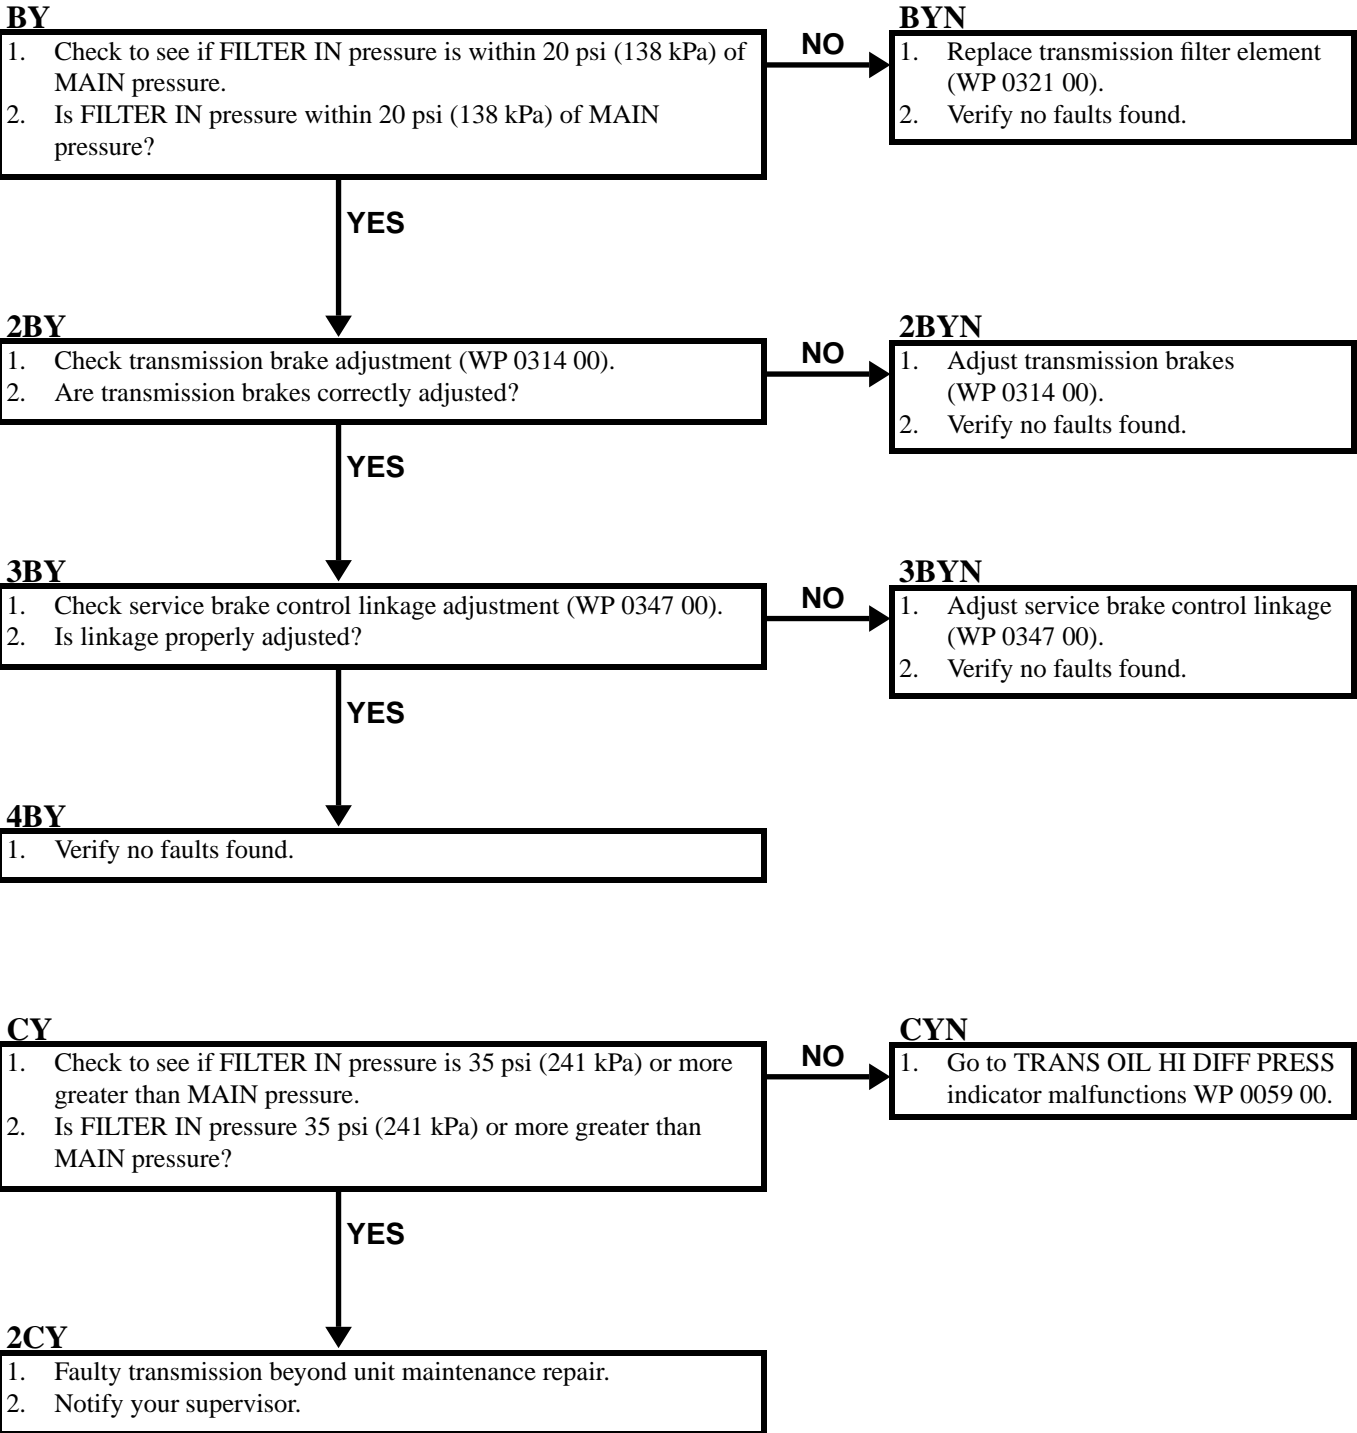 BY
1. Check to see if FILTER IN pressure is within 20 psi (138 kPa) of
MAIN pressure.
2. Is FILTER IN pressure within 20 psi (138 kPa) of MAIN
pressure?
NO
BYN
1. Replace transmission filter element
(WP 0321 00).
2. Verify no faults found.
YES
2BY
1. Check transmission brake adjustment (WP 0314 00).
2. Are transmission brakes correctly adjusted?
NO
2BYN
1. Adjust transmission brakes
(WP 0314 00).
2. Verify no faults found.
YES
3BY
1. Check service brake control linkage adjustment (WP 0347 00).
2. Is linkage properly adjusted?
NO
3BYN
1. Adjust service brake control linkage
(WP 0347 00).
2. Verify no faults found.
YES
4BY
1. Verify no faults found.
CY
1. Check to see if FILTER IN pressure is 35 psi (241 kPa) or more
greater than MAIN pressure.
2. Is FILTER IN pressure 35 psi (241 kPa) or more greater than
MAIN pressure?
NO
CYN
1. Go to TRANS OIL HI DIFF PRESS
indicator malfunctions WP 0059 00.
YES
2CY
1. Faulty transmission beyond unit maintenance repair.
2. Notify your supervisor.